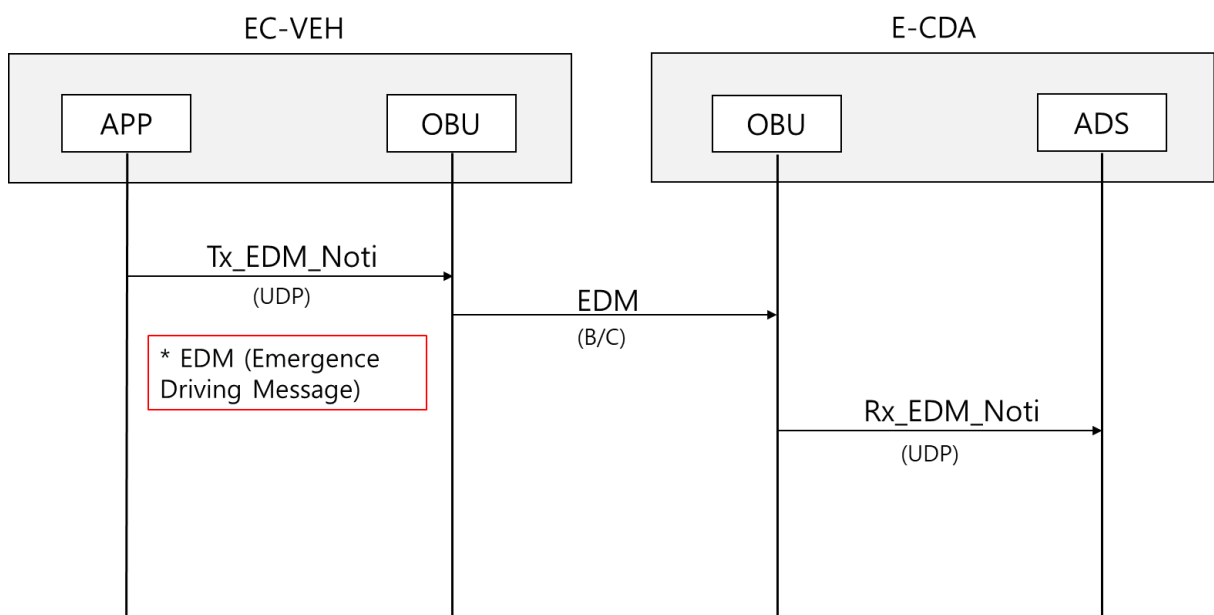 EC-VEH
E-CDA
APP
OBU
OBU
ADS
Tx_EDM_Noti
(UDP)
EDM
(B/C)
* EDM (Emergence
Driving Message)
Rx_EDM_Noti
(UDP)